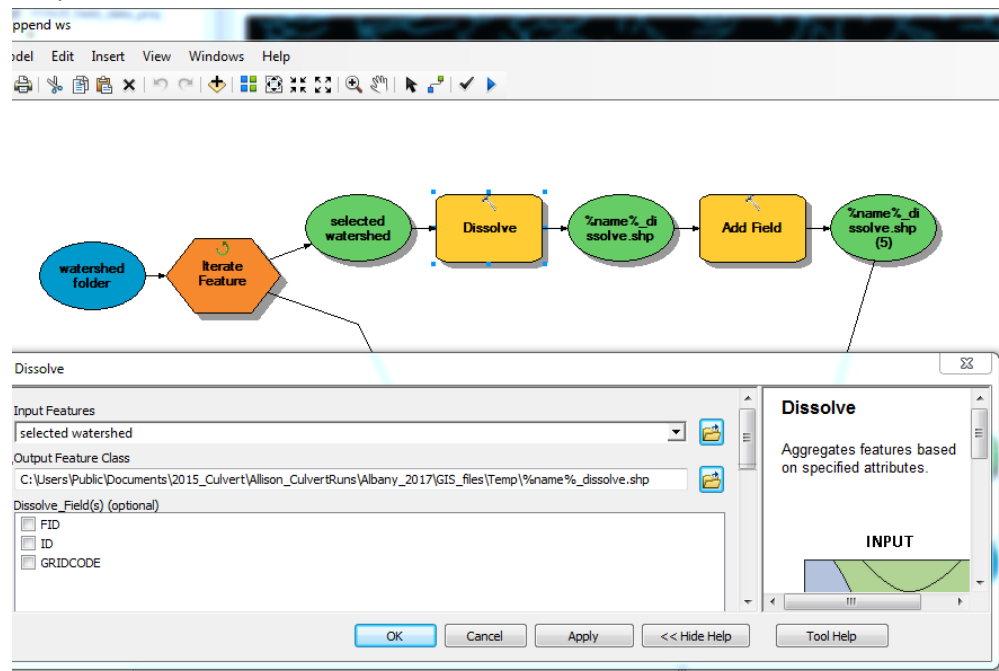 ppend ws
odel Edit Insert View Windows Help
watershed
folder
Iterate
Feature
selected
watershed
Dissolve
%name%_di
ssolve.shp
Add Field
%name%_di
ssolve.shp
(5)
Dissolve
Input Features
selected watershed
Output Feature Class
C:\Users\Public\Documents\2015_Culvert\Allison_CulvertRuns\Albany_2017\GIS_files\Temp\%name%_dissolve.shp
Dissolve_Field(s) (optional)
FID
ID
GRIDCODE
Dissolve
Aggregates features based
on specified attributes.
INPUT
OK Cancel Apply << Hide Help Tool Help